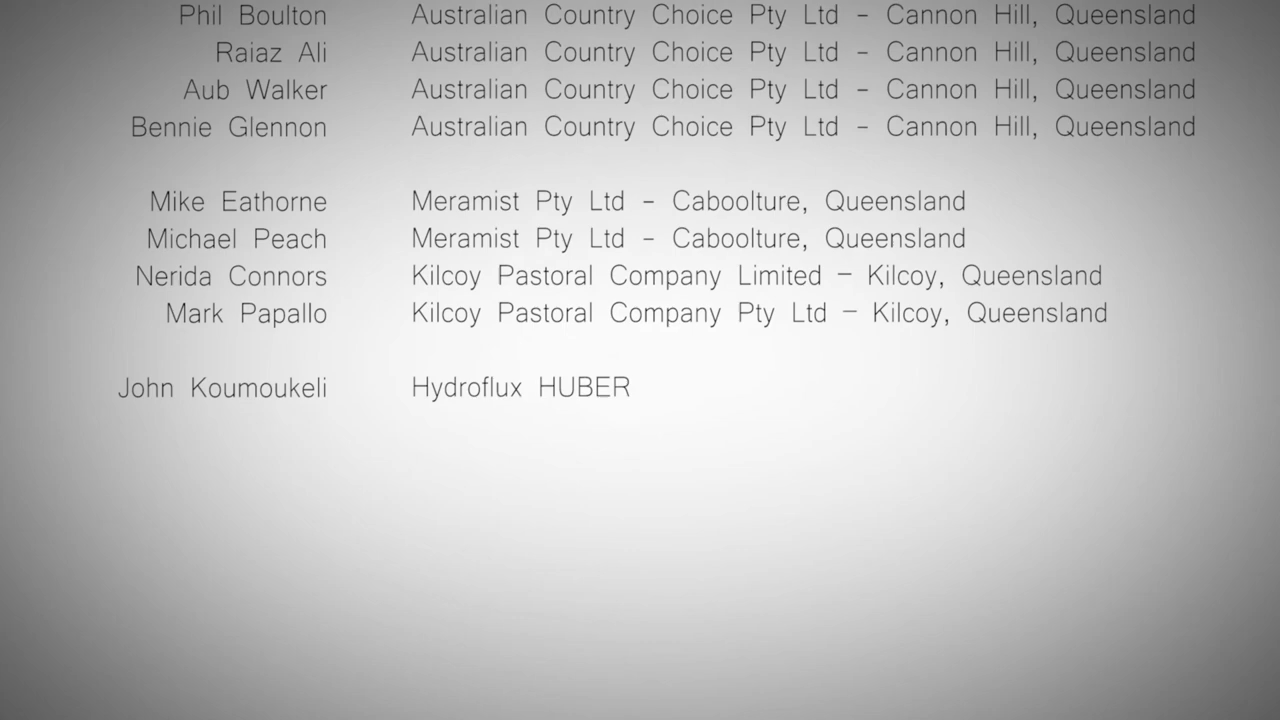 Phil Boulton Australian Country Choice Pty Ltd - Cannon Hill, Queensland
Raiaz Ali Australian Country Choice Pty Ltd - Cannon Hill, Queensland
Aub Walker Australian Country Choice Pty Ltd - Cannon Hill, Queensland
Bennie Glennon Australian Country Choice Pty Ltd - Cannon Hill, Queensland
Mike Eathorne Meramist Pty Ltd - Caboolture, Queensland
Michael Peach Meramist Pty Ltd - Caboolture, Queensland
Nerida Connors Kilcoy Pastoral Company Limited – Kilcoy, Queensland
Mark Papallo Kilcoy Pastoral Company Pty Ltd – Kilcoy, Queensland
John Koumoukeli Hydroflux HUBER